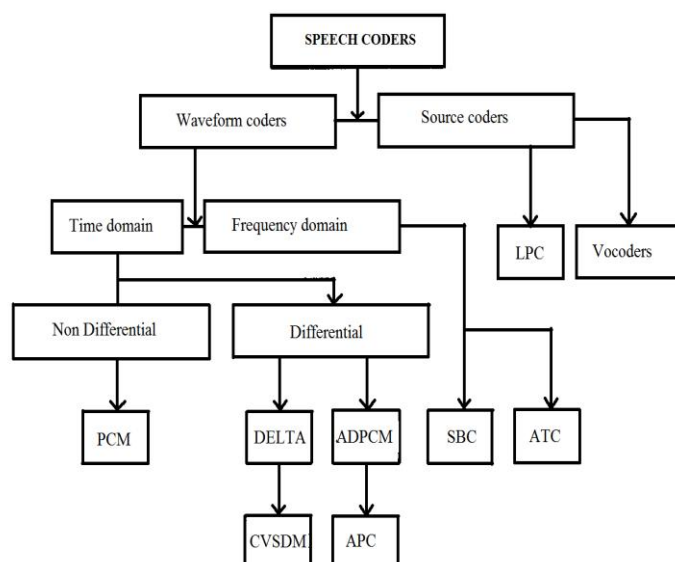 SPEECH CODERS
Waveform coders
Source coders
Time domain
Frequency domain
LPC
Vocoders
Non Differential
Differential
PCM
DELTA
ADPCM
SBC
ATC
CVSDM
APC